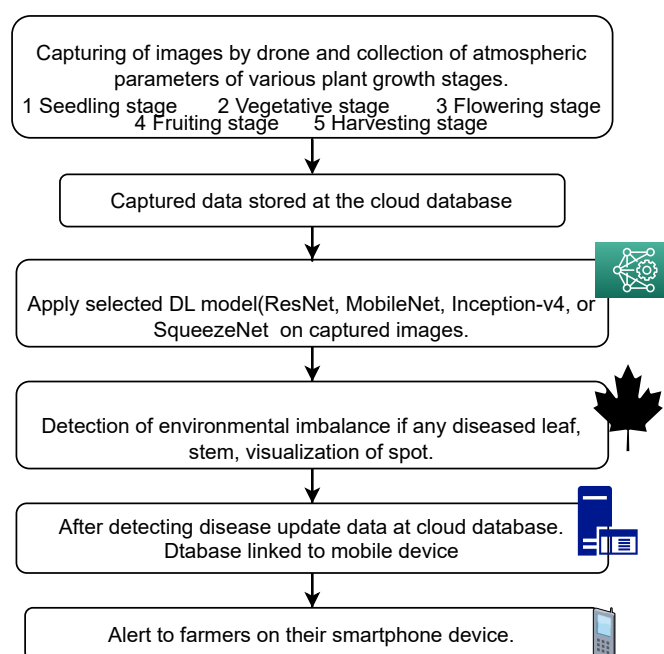 Capturing of images by drone and collection of atmospheric
parameters of various plant growth stages.
1 Seedling stage 2 Vegetative stage 3 Flowering stage
4 Fruiting stage 5 Harvesting stage
Captured data stored at the cloud database
Apply selected DL model(ResNet, MobileNet, Inception-v4, or
SqueezeNet on captured images.
Detection of environmental imbalance if any diseased leaf,
stem, visualization of spot.
After detecting disease update data at cloud database.
Dtabase linked to mobile device
Alert to farmers on their smartphone device.